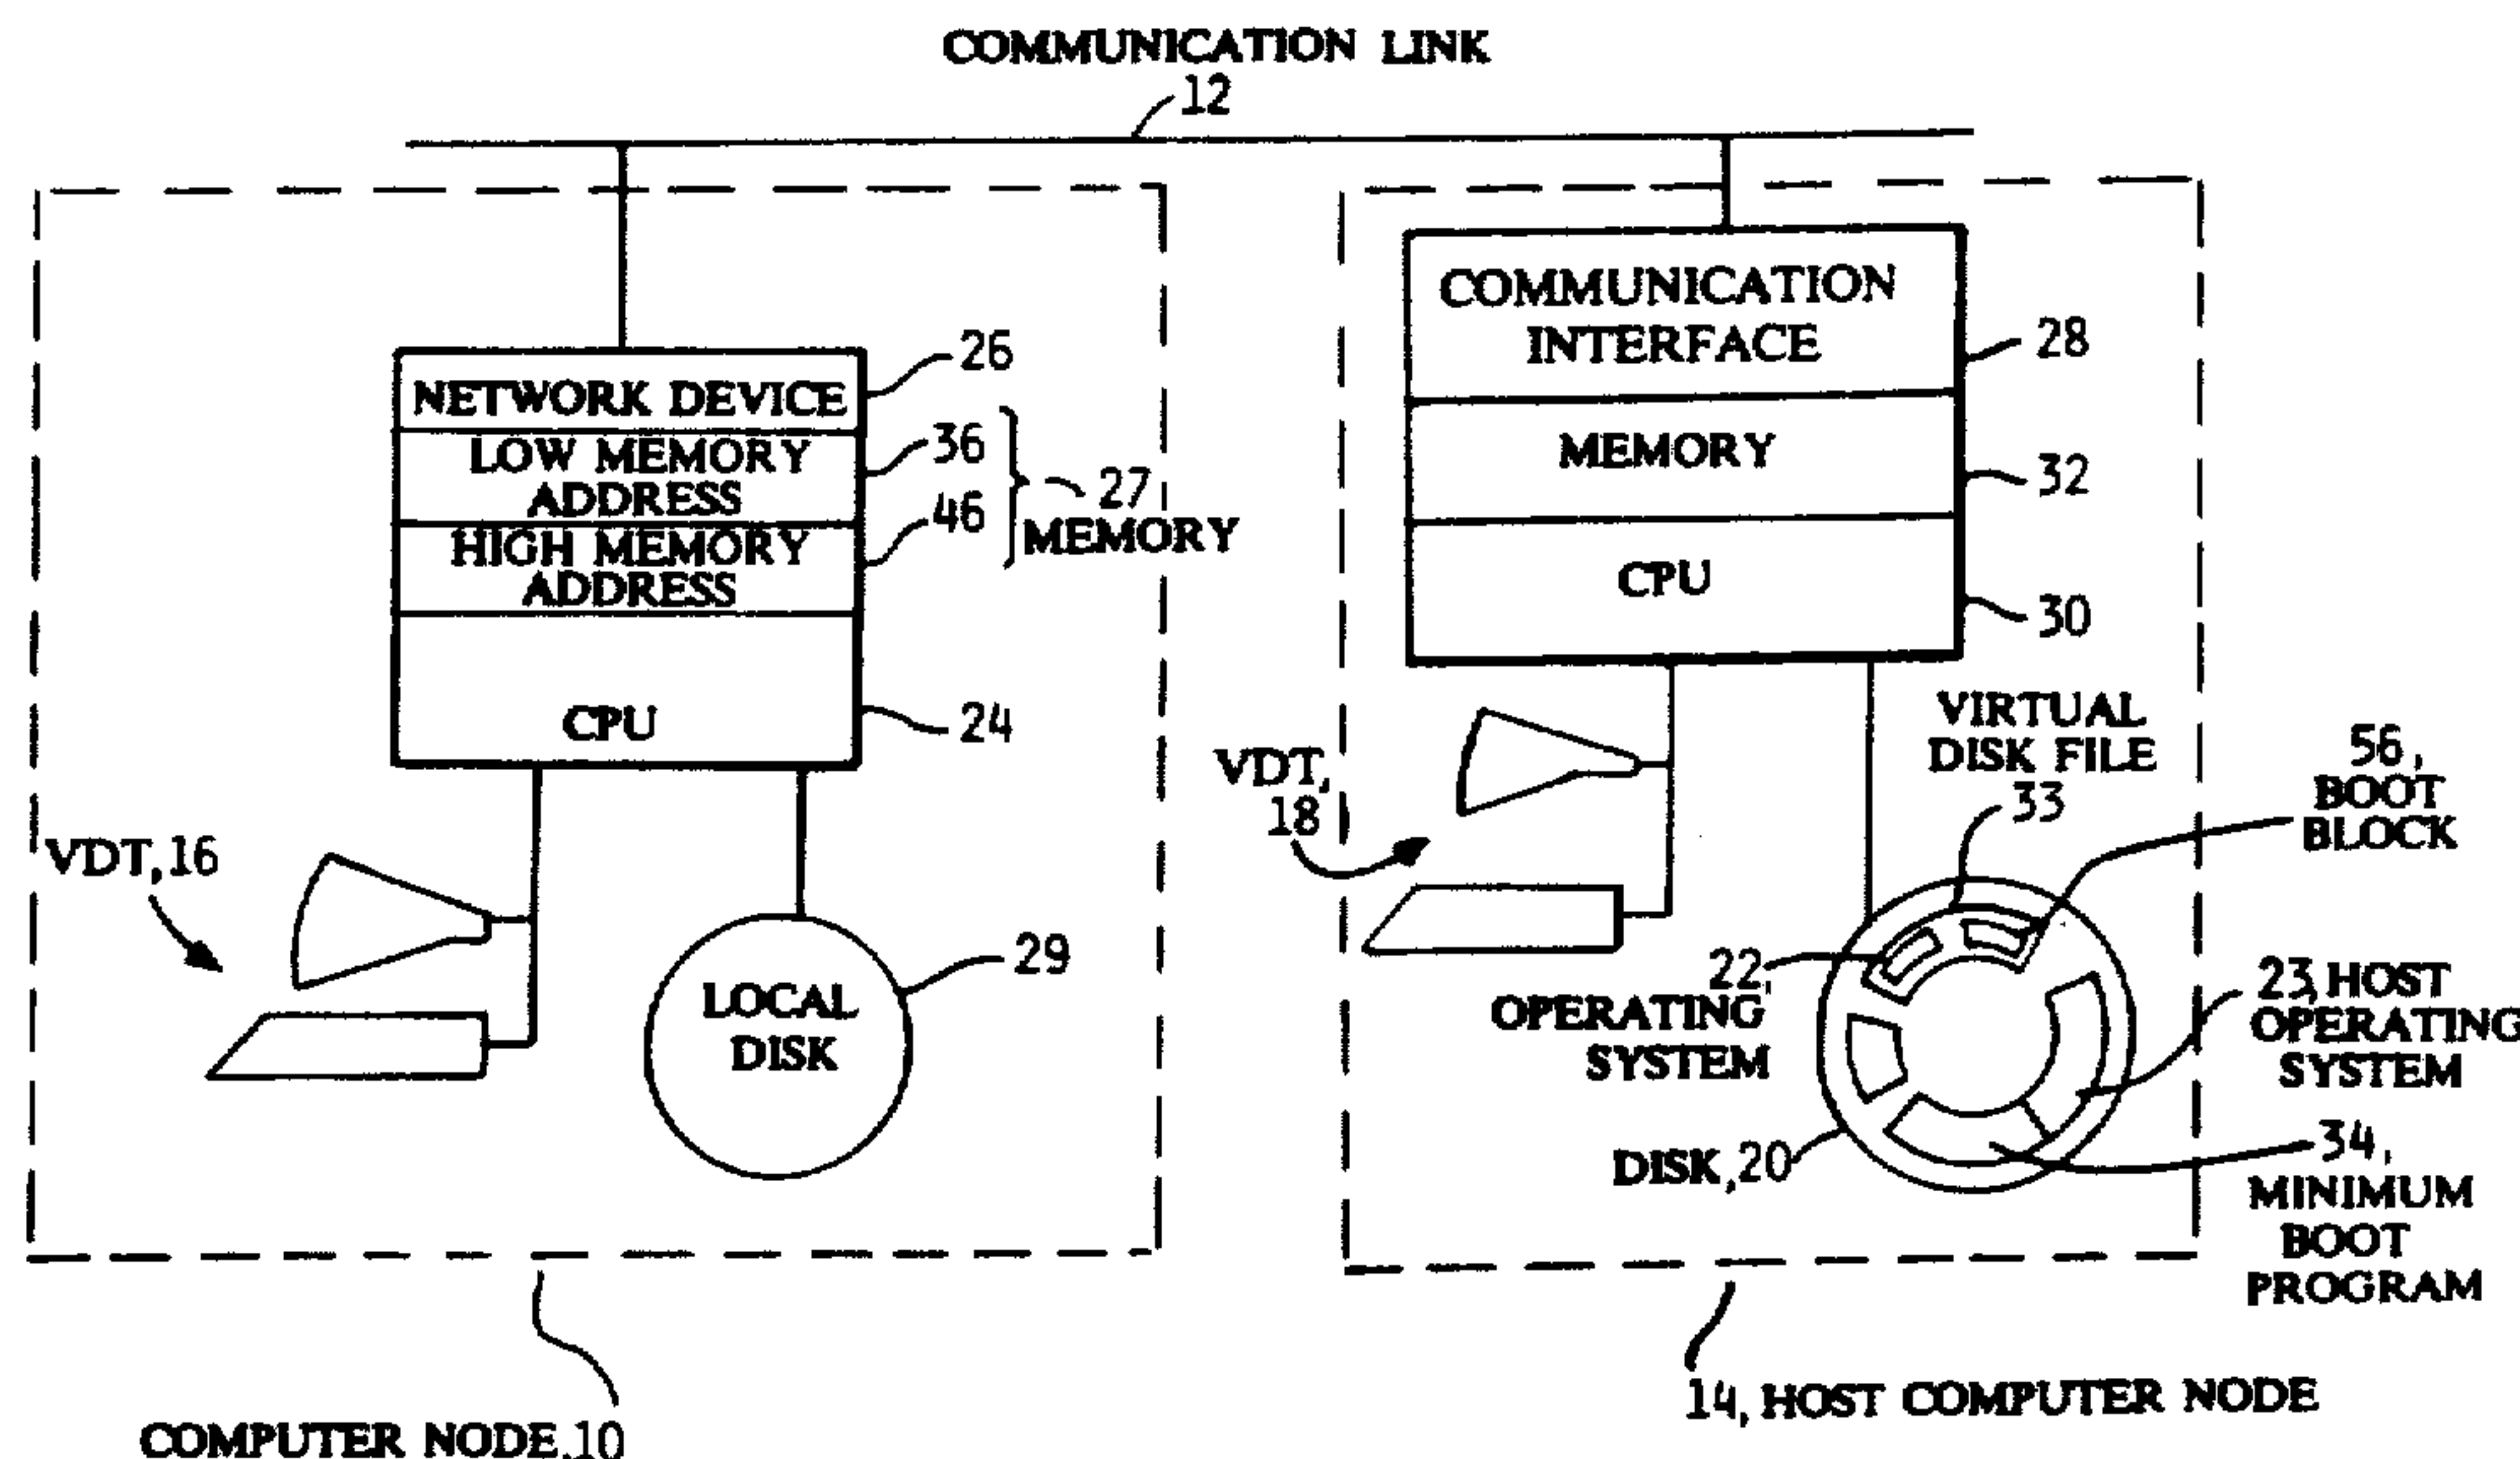 COMMUNICATION LINK
12
NETWORK DEVICE
26
LOW MEMORY
ADDRESS
36
HIGH MEMORY
ADDRESS
46
27
MEMORY
CPU
24
VDT,16
LOCAL
DISK
29
COMPUTER NODE,10
COMMUNICATION
INTERFACE
28
MEMORY
32
CPU
30
VDT,
18
VIRTUAL
DISK FILE
33
56,
BOOT
BLOCK
22,
OPERATING
SYSTEM
23, HOST
OPERATING
SYSTEM
DISK,20
34,
MINIMUM
BOOT
PROGRAM
14, HOST COMPUTER NODE